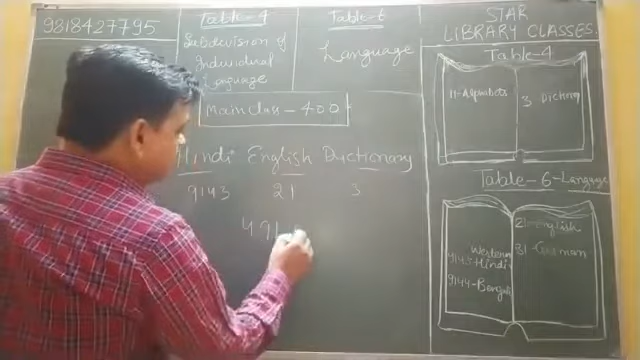 9818427795
Table-4
Subdivision of
Individual
Language
Table-6
Language
Main Class - 400
Hindi English Dictionary
9143 21 3
491
STAR
LIBRARY CLASSES
Table-4
11-Alphabets
3
Table-6-Language
Western
9143-Hindi
9144-Bengali
21-English
31-German